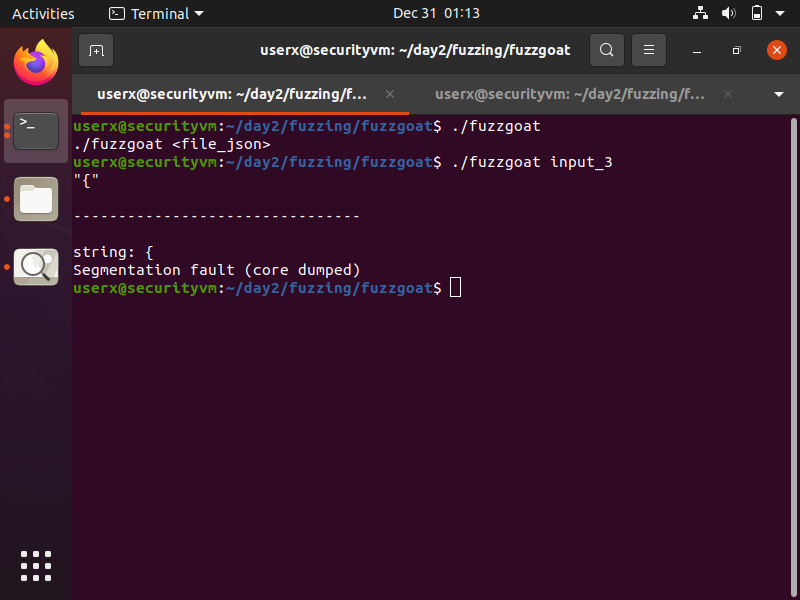 Activities
Terminal
Dec 31 01:13
userx@securityvm: ~/day2/fuzzing/fuzzgoat
userx@securityvm: ~/day2/fuzzing/f...
userx@securityvm: ~/day2/fuzzing/f...
userx@securityvm:~/day2/fuzzing/fuzzgoat$ ./fuzzgoat
./fuzzgoat <file_json>
userx@securityvm:~/day2/fuzzing/fuzzgoat$ ./fuzzgoat input_3
"{"
--------------------------------
string: {
Segmentation fault (core dumped)
userx@securityvm:~/day2/fuzzing/fuzzgoat$